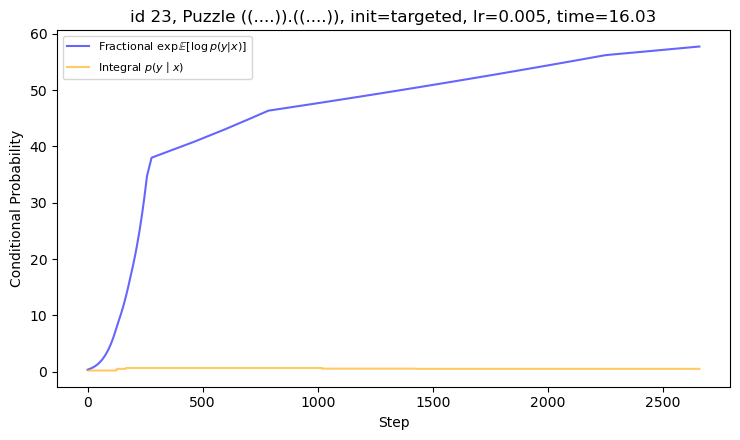 id 23, Puzzle ((....)).((....)), init=targeted, lr=0.005, time=16.03
Fractional exp𝔼[log p(y|x)]
Integral p(y | x)
60
50
40
30
20
10
0
Conditional Probability
0 500 1000 1500 2000 2500
Step